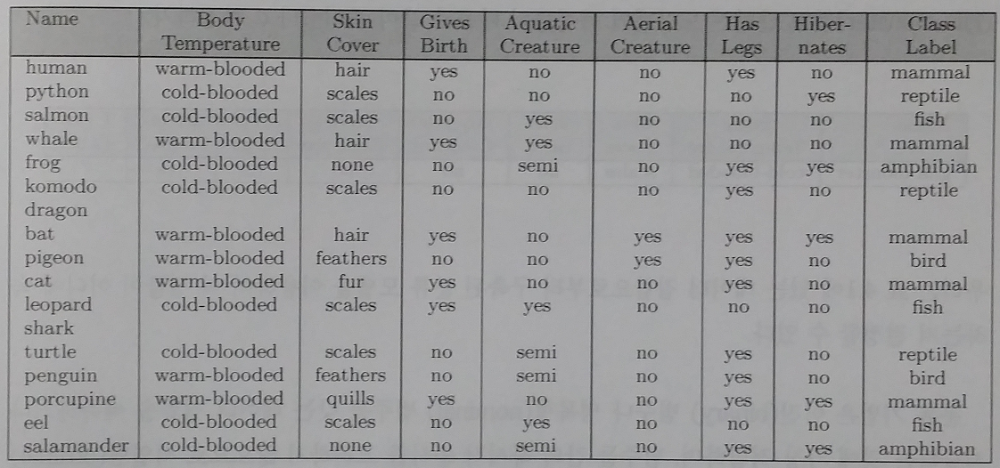 Name Body Temperature Skin Cover Gives Birth Aquatic Creature Aerial Creature Has Legs Hiber-nates Class Label
human warm-blooded hair yes no no yes no mammal
python cold-blooded scales no no no no yes reptile
salmon cold-blooded scales no yes no no no fish
whale warm-blooded hair yes yes no no no mammal
frog cold-blooded none no semi no yes yes amphibian
komodo cold-blooded scales no no no yes no reptile
dragon
bat warm-blooded hair yes no yes yes yes mammal
pigeon warm-blooded feathers no no yes yes no bird
cat warm-blooded fur yes no no yes no mammal
leopard cold-blooded scales yes yes no no no fish
shark
turtle cold-blooded scales no semi no yes no reptile
penguin warm-blooded feathers no semi no yes no bird
porcupine warm-blooded quills yes no no yes yes mammal
eel cold-blooded scales no yes no no no fish
salamander cold-blooded none no semi no yes yes amphibian